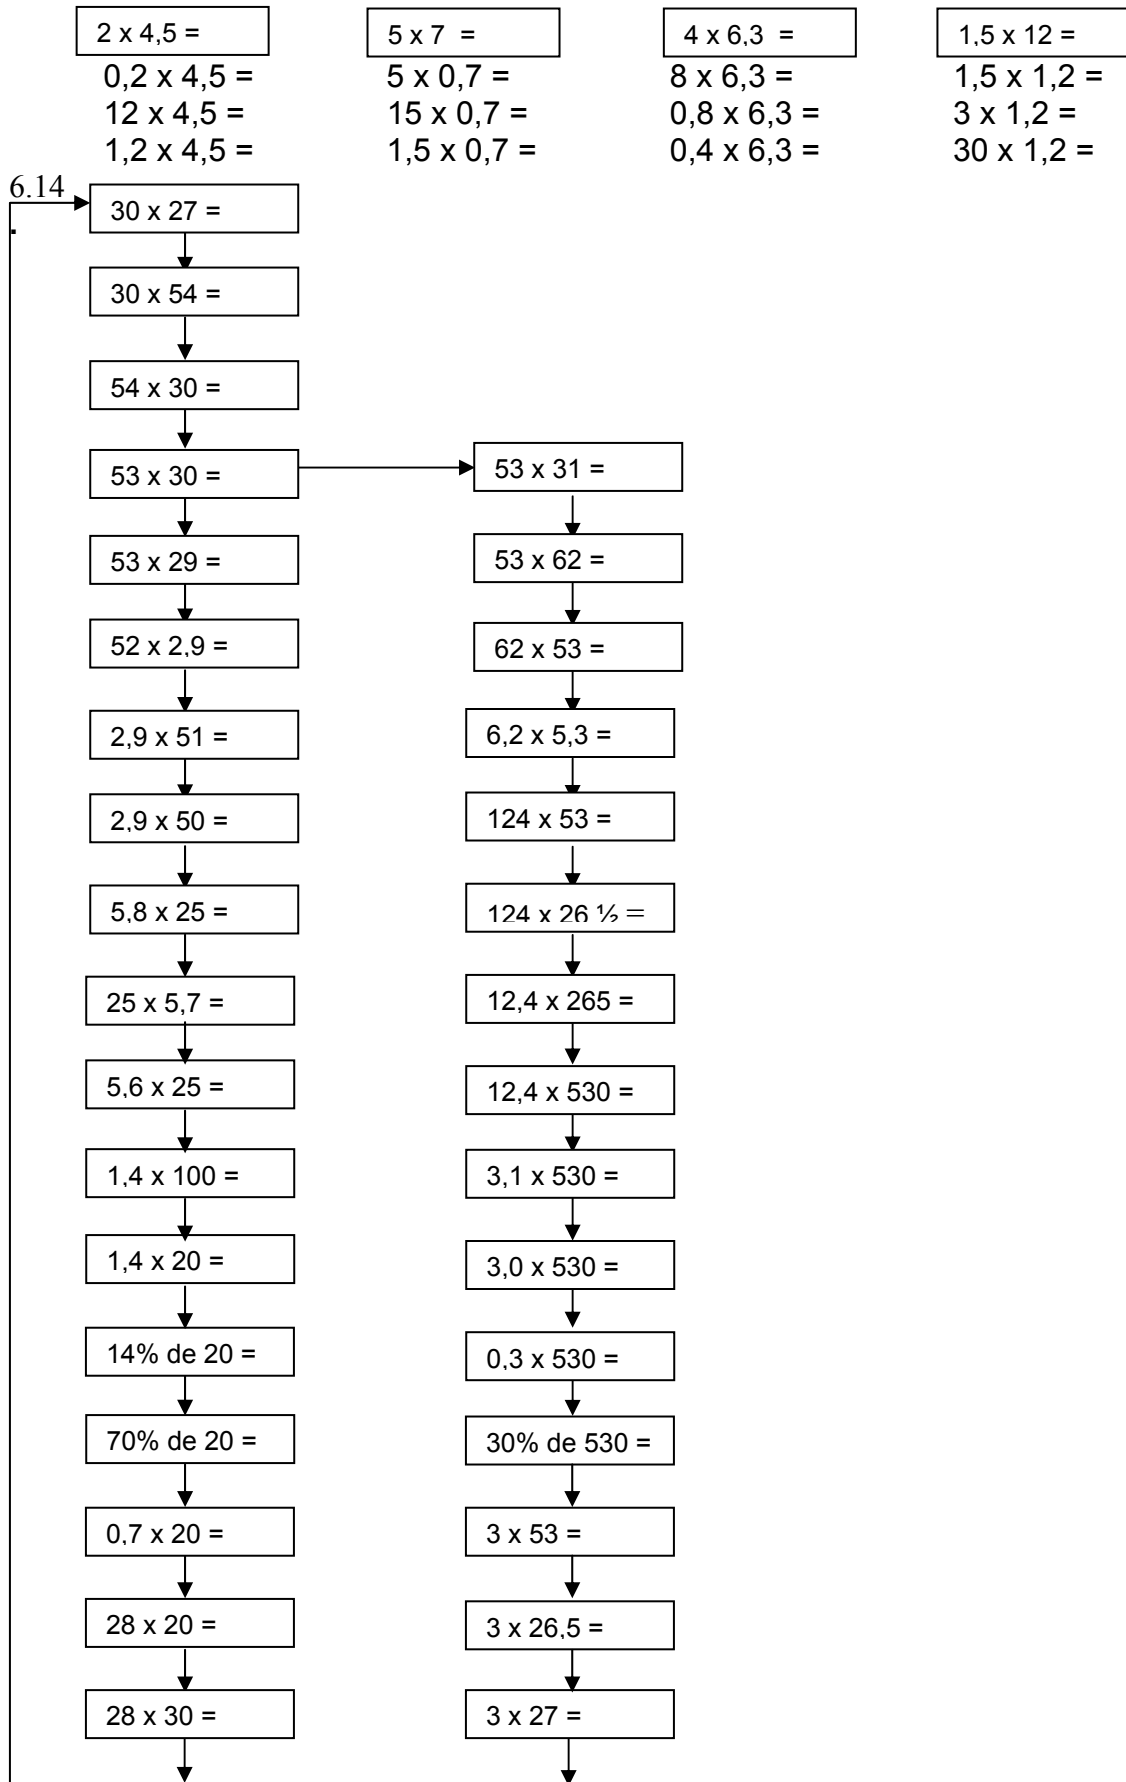 2 x 4,5 =
5 x 7 =
4 x 6,3 =
1,5 x 12 =
0,2 x 4,5 =
5 x 0,7 =
8 x 6,3 =
1,5 x 1,2 =
12 x 4,5 =
15 x 0,7 =
0,8 x 6,3 =
3 x 1,2 =
1,2 x 4,5 =
1,5 x 0,7 =
0,4 x 6,3 =
30 x 1,2 =
6.14
.
30 x 27 =
30 x 54 =
54 x 30 =
53 x 30 =
53 x 29 =
52 x 2,9 =
2,9 x 51 =
2,9 x 50 =
5,8 x 25 =
25 x 5,7 =
5,6 x 25 =
1,4 x 100 =
1,4 x 20 =
14% de 20 =
70% de 20 =
0,7 x 20 =
28 x 20 =
28 x 30 =
53 x 31 =
53 x 62 =
62 x 53 =
6,2 x 5,3 =
124 x 53 =
124 x 26 ½ =
12,4 x 265 =
12,4 x 530 =
3,1 x 530 =
3,0 x 530 =
0,3 x 530 =
30% de 530 =
3 x 53 =
3 x 26,5 =
3 x 27 =